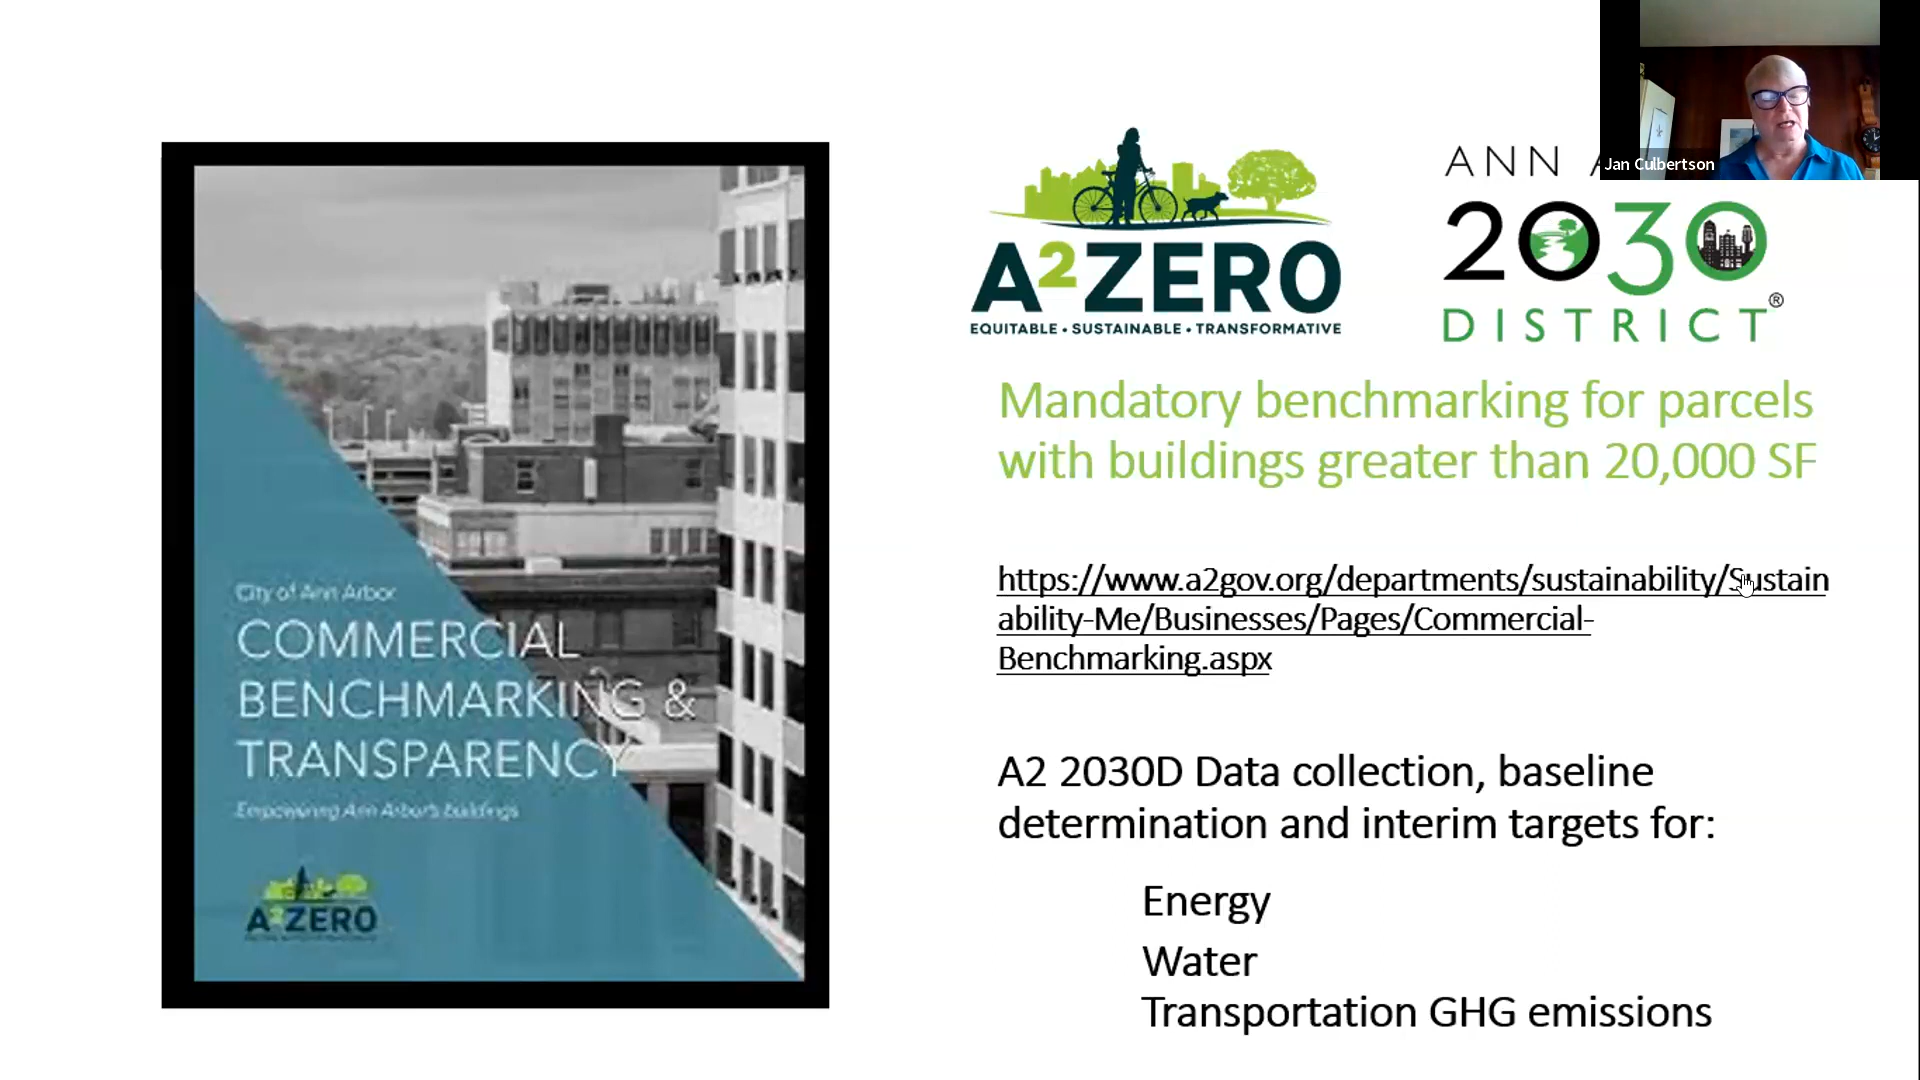 Jan Culbertson
A²ZERO
EQUITABLE • SUSTAINABLE • TRANSFORMATIVE
ANN A
2030
DISTRICT®
Mandatory benchmarking for parcels
with buildings greater than 20,000 SF
https://www.a2gov.org/departments/sustainability/Sustain
ability-Me/Businesses/Pages/Commercial-
Benchmarking.aspx
A2 2030D Data collection, baseline
determination and interim targets for:
Energy
Water
Transportation GHG emissions
City of Ann Arbor
COMMERCIAL
BENCHMARKING &
TRANSPARENCY
Empowering Ann Arbor's buildings
A²ZERO